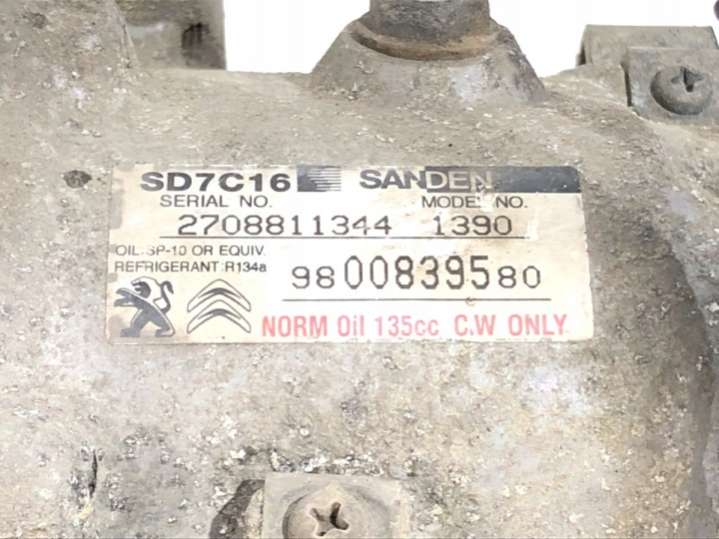 SD7C16 SANDEN
SERIAL NO. MODEL NO.
2708811344 1390
OIL:SP-10 OR EQUIV.
REFRIGERANT:R134a
9800839580
NORM Oil 135cc C.W ONLY